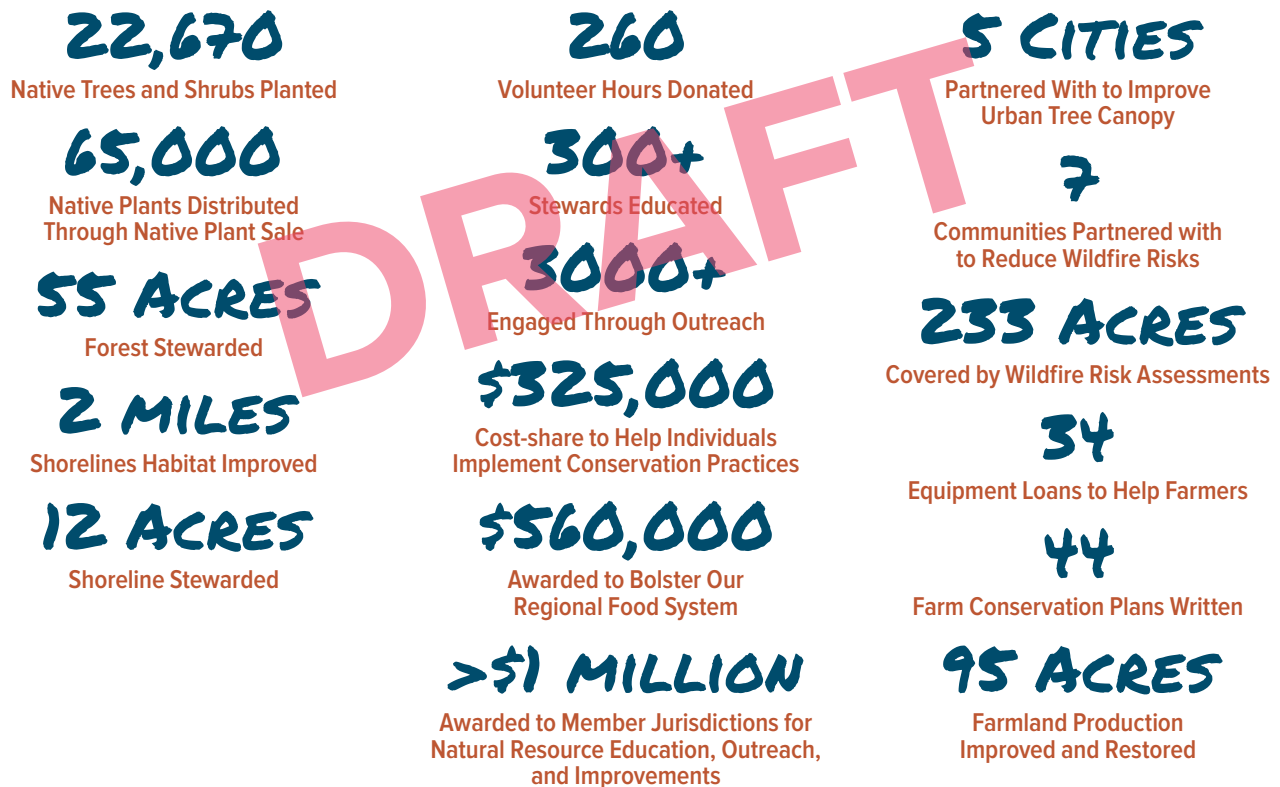 22,670
Native Trees and Shrubs Planted
65,000
Native Plants Distributed
Through Native Plant Sale
55 Acres
Forest Stewarded
2 miles
Shorelines Habitat Improved
12 Acres
Shoreline Stewarded
260
Volunteer Hours Donated
300+
Stewards Educated
3000+
Engaged Through Outreach
$325,000
Cost-share to Help Individuals
Implement Conservation Practices
$560,000
Awarded to Bolster Our
Regional Food System
>$1 million
Awarded to Member Jurisdictions for
Natural Resource Education, Outreach,
and Improvements
5 Cities
Partnered With to Improve
Urban Tree Canopy
7
Communities Partnered with
to Reduce Wildfire Risks
233 Acres
Covered by Wildfire Risk Assessments
34
Equipment Loans to Help Farmers
44
Farm Conservation Plans Written
95 Acres
Farmland Production
Improved and Restored
DRAFT